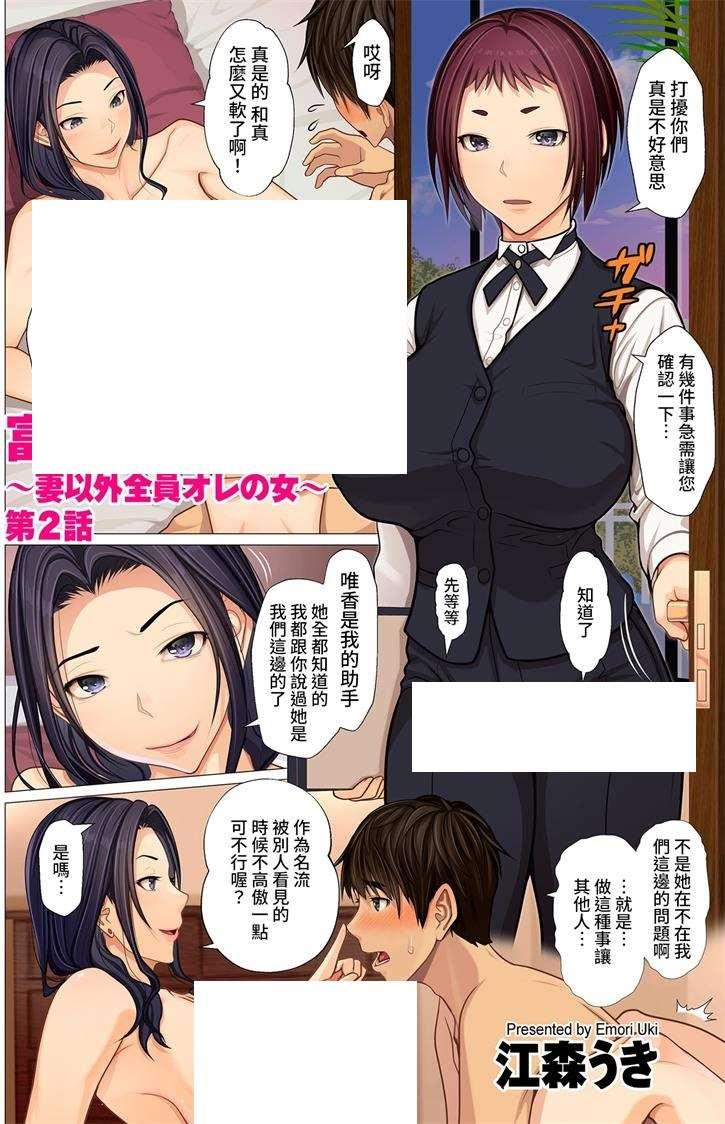 打擾你們
真是不好意思
ガチャ
有幾件事急需讓您
確認一下…
哎呀
真是的 和真
怎麼又軟了啊！
富
～妻以外全員オレの女～
第2話
知道了
先等等
唯香是我的助手
她全都知道的
我都跟你說過她是
我們這邊的了
不是她在不在我
們這邊的問題啊
…就是…
做這種事讓
其他人…
作為名流
被別人看見的
時候不高傲一點
可不行喔？
是嗎…
Presented by Emori Uki
江森うき